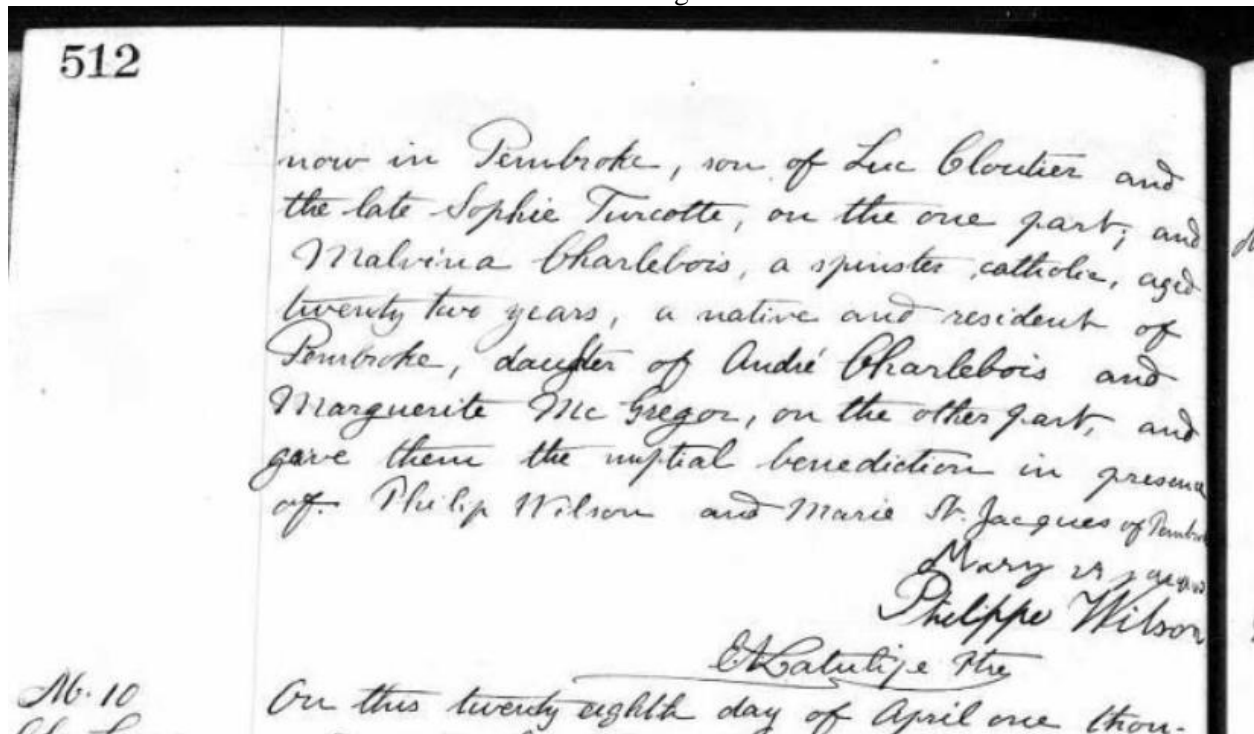 512
now in Pembroke, son of Luc Cloutier and
the late Sophie Turcotte, on the one part; and
Malvina Charlebois, a spinster, catholic, aged
twenty two years, a native and resident of
Pembroke, daughter of André Charlebois and
Marguerite Mc Gregor, on the other part, and
gave them the nuptial benediction in presence
of. Philip Wilson and Marie St. Jacques of
Mary
Philippe Wilson
Latulipe Ptre
M. 10
On this twenty eighth day of April one thou-